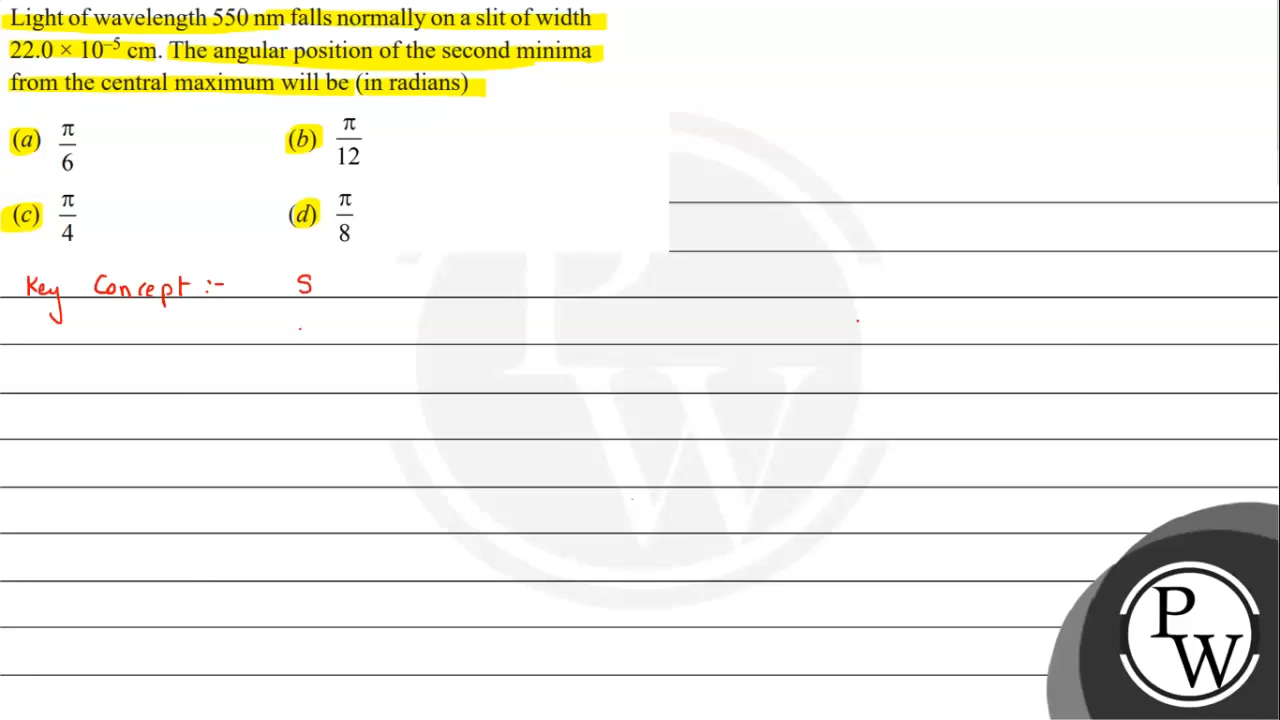 Light of wavelength 550 nm falls normally on a slit of width
22.0 × 10⁻⁵ cm. The angular position of the second minima
from the central maximum will be (in radians)
(a) π/6 (b) π/12
(c) π/4 (d) π/8
Key Concept :- S
PW
PW